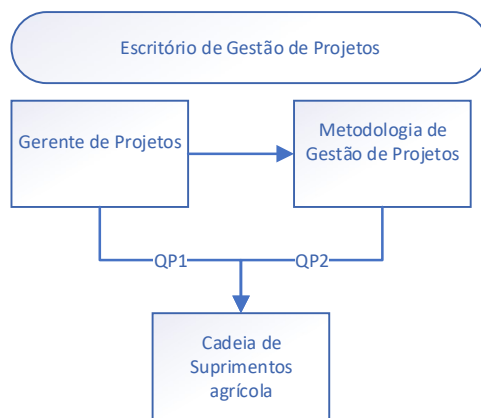 Escritório de Gestão de Projetos
Gerente de Projetos
Metodologia de
Gestão de Projetos
QP1
QP2
Cadeia de
Suprimentos
agrícola